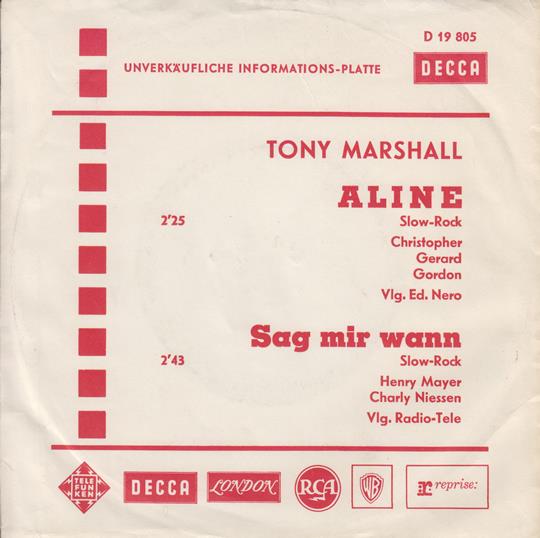 D 19 805
UNVERKÄUFLICHE INFORMATIONS-PLATTE
DECCA
TONY MARSHALL
ALINE
2'25
Slow-Rock
Christopher
Gerard
Gordon
Vlg. Ed. Nero
Sag mir wann
2'43
Slow-Rock
Henry Mayer
Charly Niessen
Vlg. Radio-Tele
TELE
FUN
KEN
DECCA
LONDON
RCA
WB
r reprise: